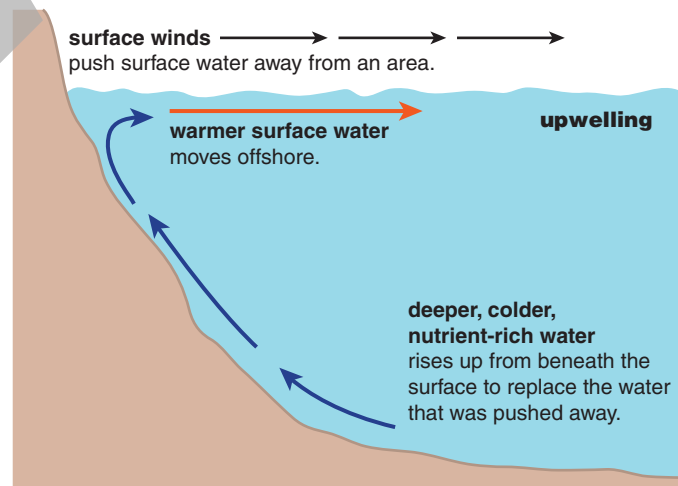 surface winds
push surface water away from an area.
warmer surface water
moves offshore.
upwelling
deeper, colder,
nutrient-rich water
rises up from beneath the
surface to replace the water
that was pushed away.